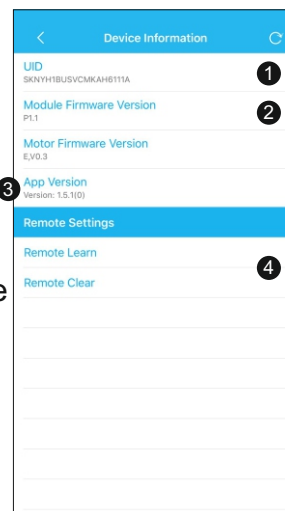 Device Information
UID
SKNYH1BUSVCMKAH6111A
1
Module Firmware Version
P1.1
2
Motor Firmware Version
E,V0.3
3
App Version
Version: 1.5.1(0)
Remote Settings
Remote Learn
4
Remote Clear
e